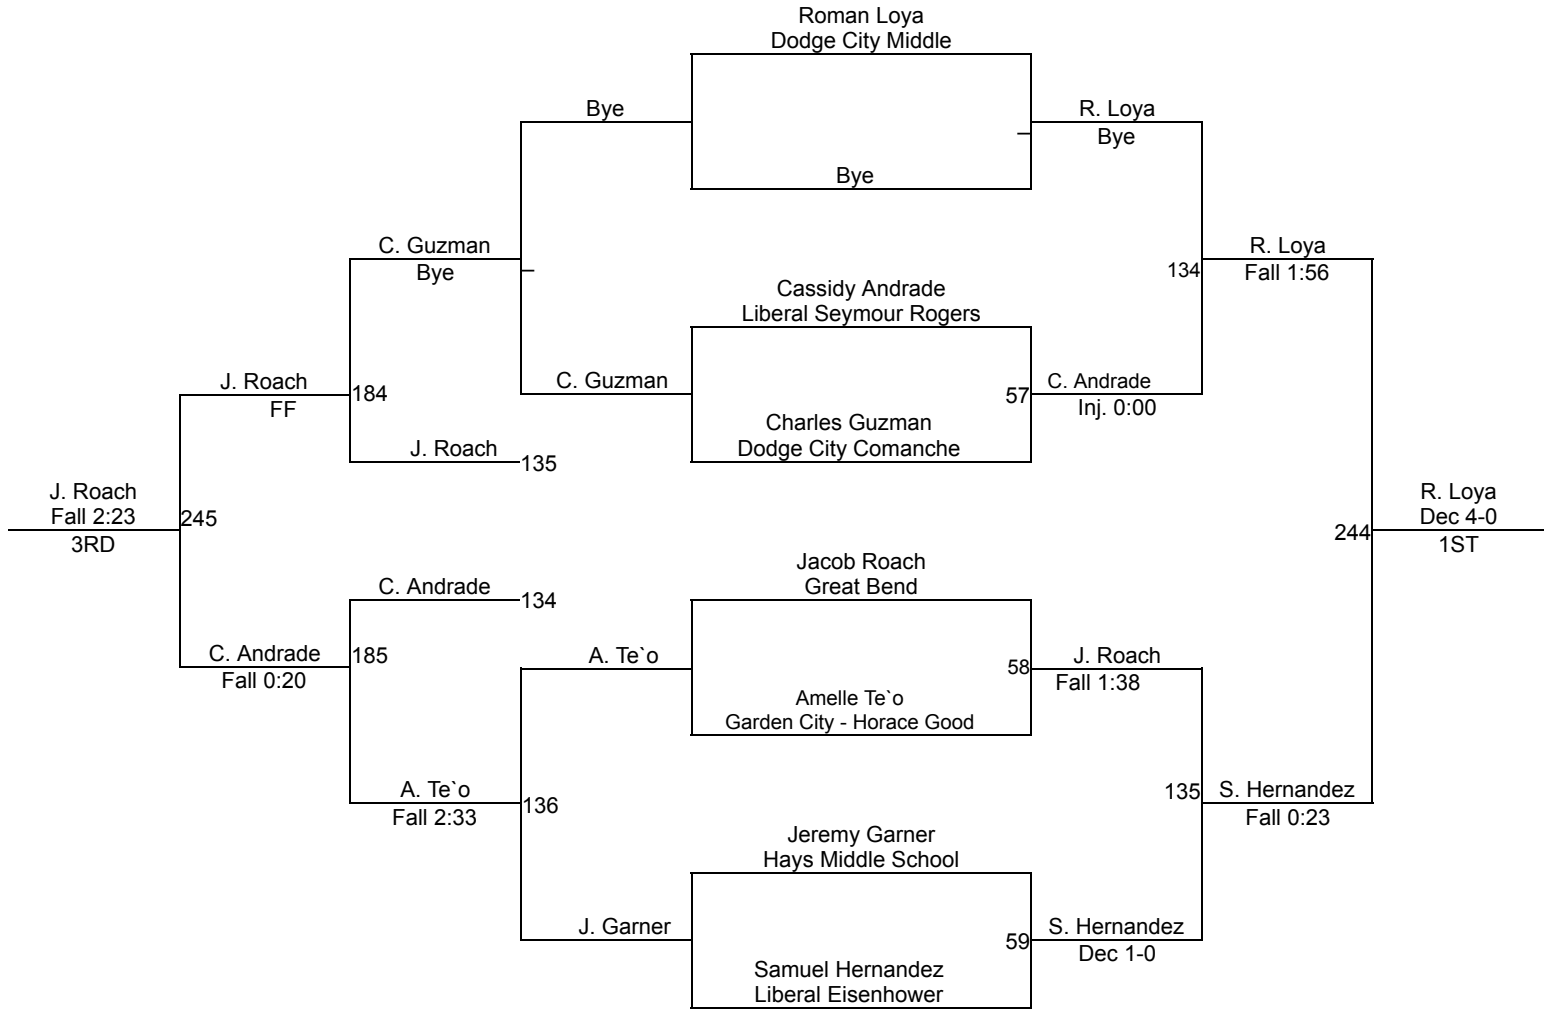 Roman Loya
Dodge City Middle
Bye
R. Loya
Bye
Bye
C. Guzman
Bye
R. Loya
134
Fall 1:56
Cassidy Andrade
Liberal Seymour Rogers
J. Roach
184
FF
C. Guzman
57
C. Andrade
Inj. 0:00
Charles Guzman
Dodge City Comanche
J. Roach
135
J. Roach
Fall 2:23
245
3RD
R. Loya
Dec 4-0
244
1ST
Jacob Roach
Great Bend
C. Andrade
134
C. Andrade
185
Fall 0:20
A. Te`o
58
J. Roach
Fall 1:38
Amelle Te`o
Garden City - Horace Good
A. Te`o
136
Fall 2:33
135
S. Hernandez
Fall 0:23
Jeremy Garner
Hays Middle School
J. Garner
59
S. Hernandez
Dec 1-0
Samuel Hernandez
Liberal Eisenhower